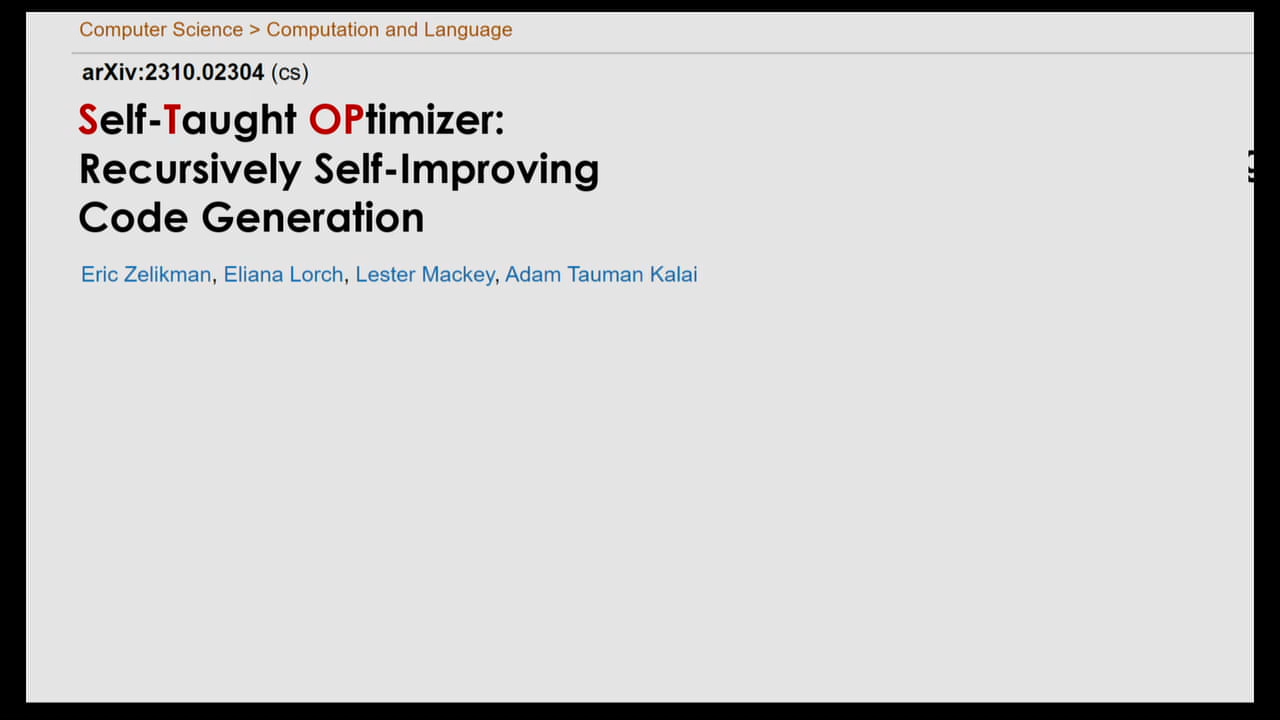 Computer Science > Computation and Language
arXiv:2310.02304 (cs)
Self-Taught OPtimizer:
Recursively Self-Improving
Code Generation
Eric Zelikman, Eliana Lorch, Lester Mackey, Adam Tauman Kalai